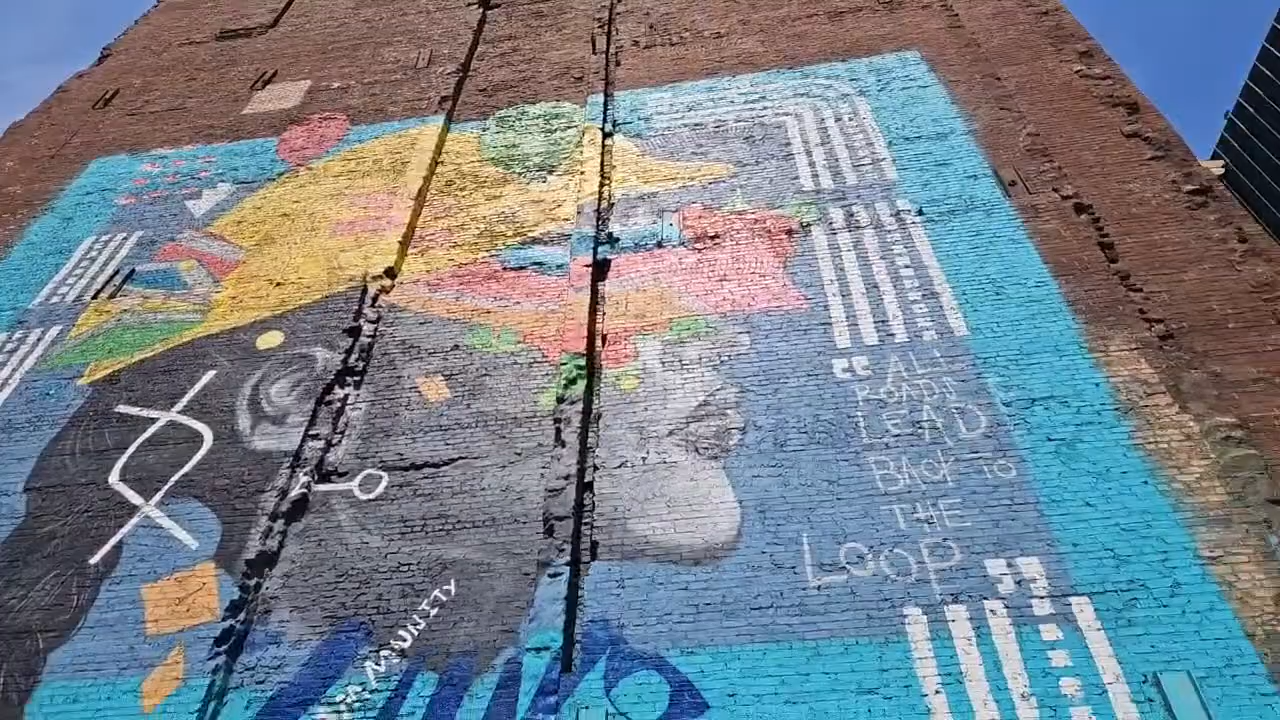 “ ALL
ROADS
LEAD
BACK TO
THE
LOOP ”